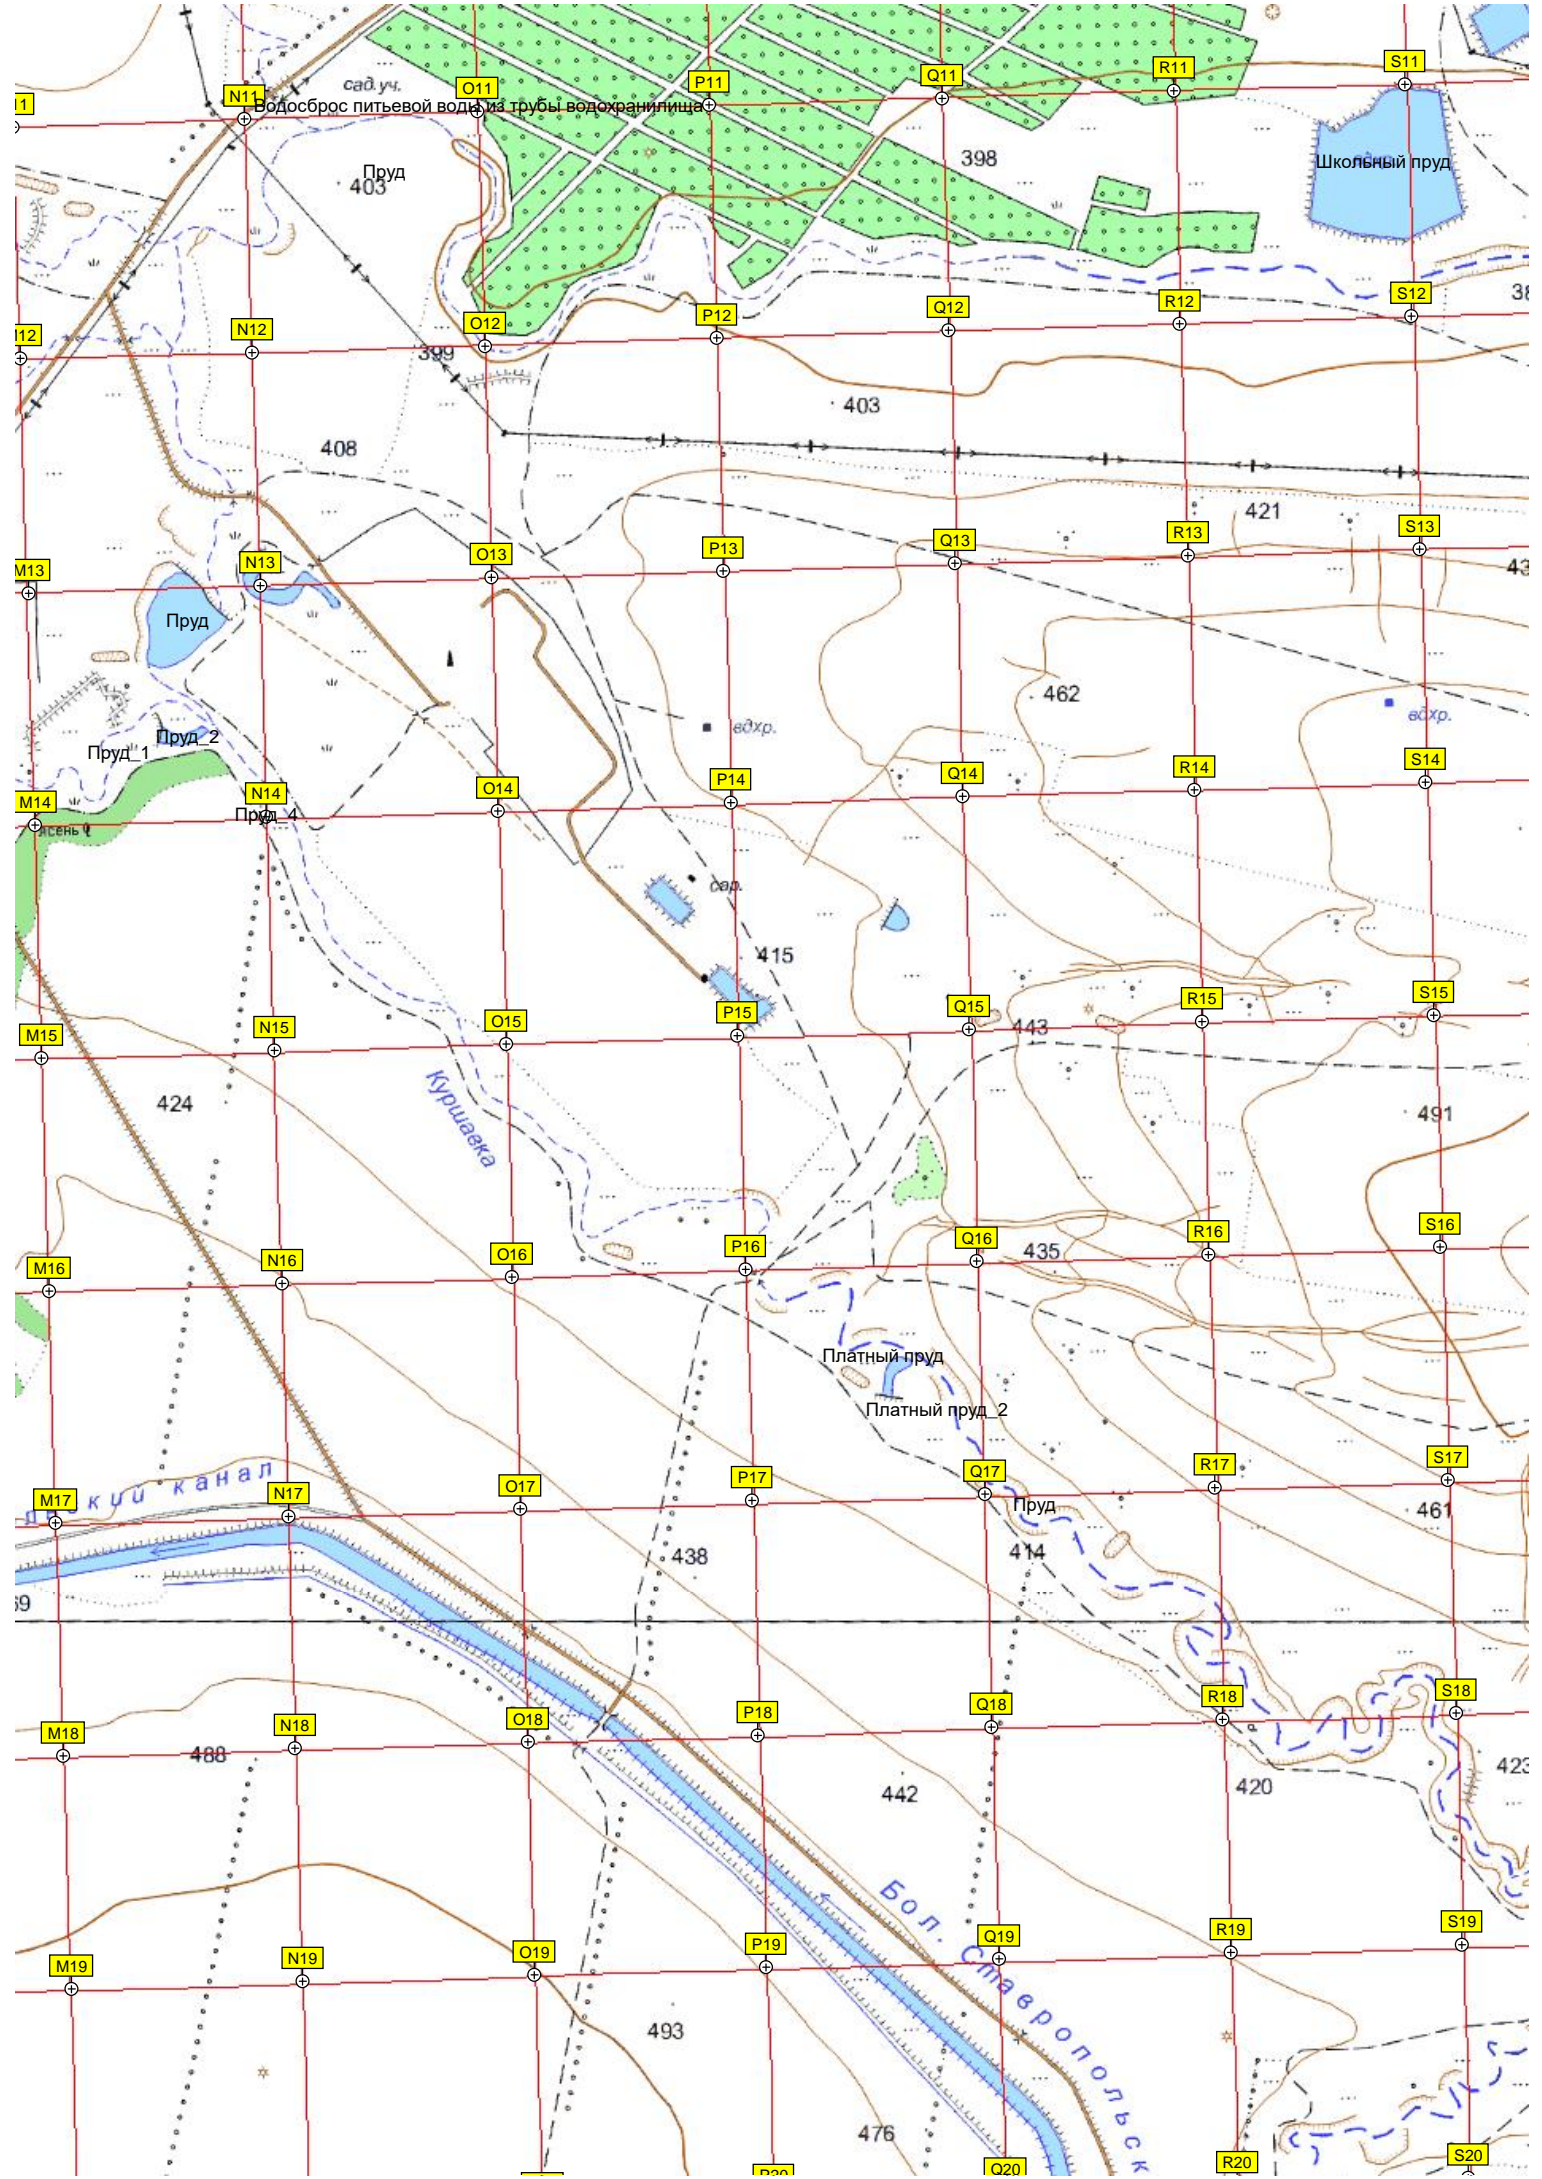 S11
R11
Q11
P11
O11
сад.уч.
N11
Водосброс питьевой воды из трубы водохранилища
398
Школьный пруд
вдхр.
Пруд
403
S12
R12
Q12
P12
O12
N12
399
403
408
421
S13
R13
Q13
P13
O13
N13
M13
Пруд
462
вдхр.
вдхр.
Пруд_2
Пруд_1
S14
R14
Q14
P14
O14
N14
M14
Пруд_4
ясень
сар.
415
S15
R15
Q15
P15
O15
N15
M15
443
Куршавка
424
491
S16
R16
Q16
P16
O16
N16
M16
435
Платный пруд
Платный пруд_2
S17
R17
Q17
P17
O17
N17
M17
канал
Пруд
461
438
414
S18
R18
Q18
P18
O18
N18
M18
488
442
420
423
Бол. Ставропольск
S19
R19
Q19
P19
O19
N19
M19
493
476
S20
R20
Q20
P20